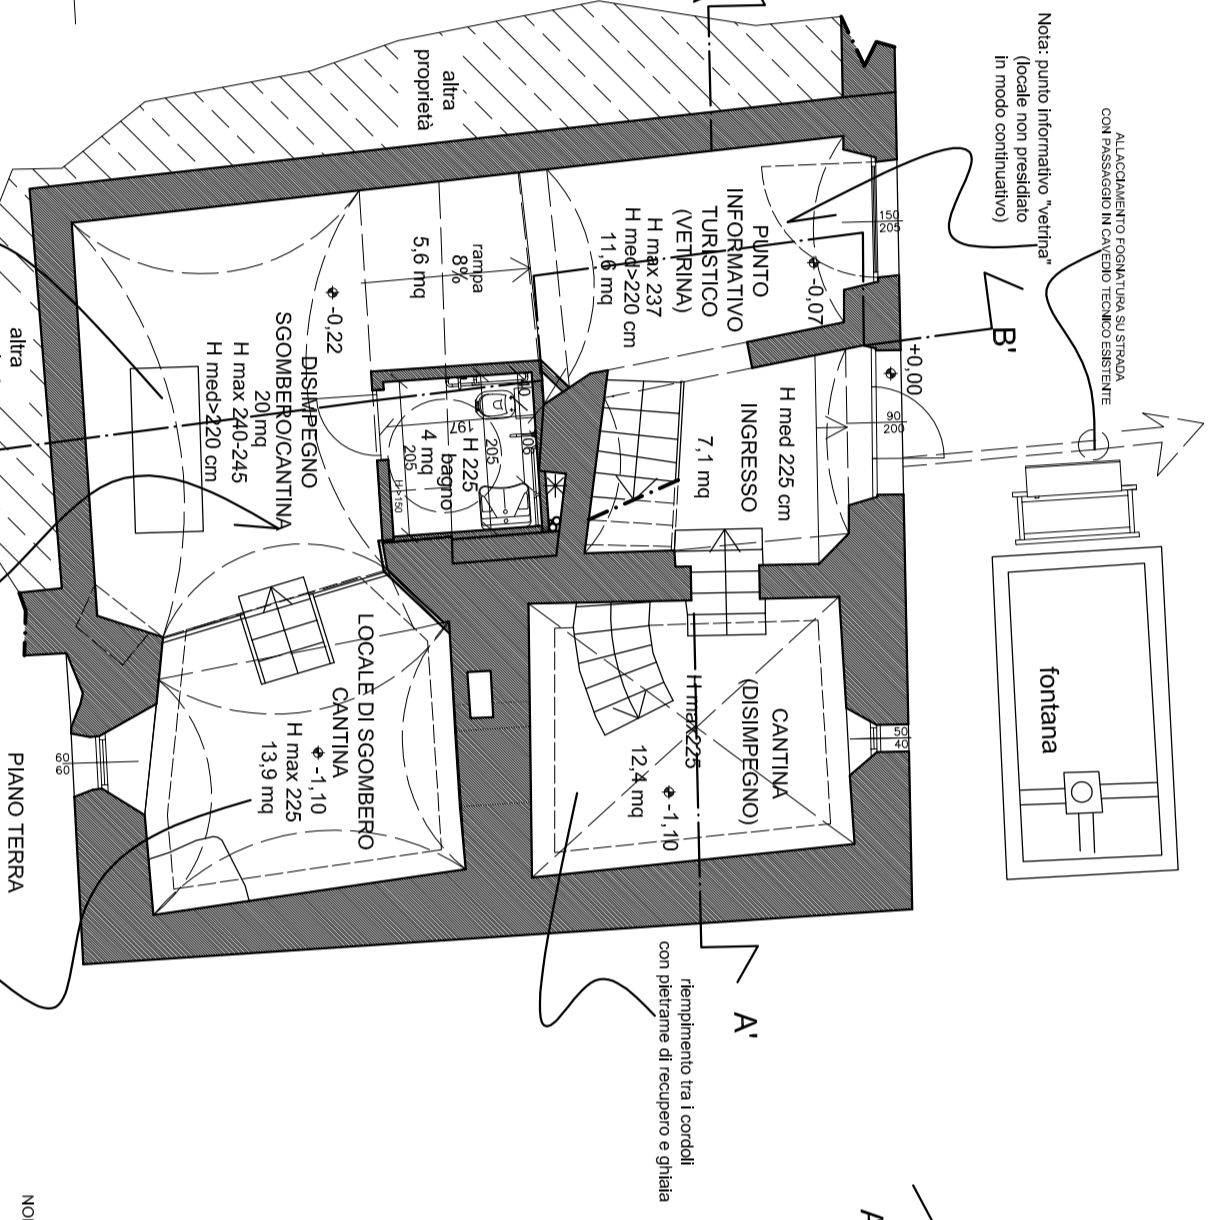 Nota: punto informativo "vetrina"
(locale non presidiato
in modo continuativo)
ALLACCIAMENTO FOGNATURA SU STRADA
CON PASSAGGIO IN CAVEDIO TECNICO ESISTENTE
altra
proprietà
150
205
PUNTO
INFORMATIVO
TURISTICO
(VETRINA)
H max 237
H med>220 cm
11,6 mq
-0,07
B'
+0,00
90
200
rampa
8%
5,6 mq
H med 225 cm
INGRESSO
7,1 mq
-0,22
DISIMPEGNO
SGOMBERO/CANTINA
20 mq
H max 240-245
H med>220 cm
197
106
205
H 225
bagno
4 mq
205
H>150
altra
fontana
CANTINA
(DISIMPEGNO)
H max225
-1,10
12,4 mq
50
40
LOCALE DI SGOMBERO
CANTINA
-1,10
H max 225
13,9 mq
60
60
PIANO TERRA
A'
riempimento tra i cordoli
con pietrame di recupero e ghiaia
A